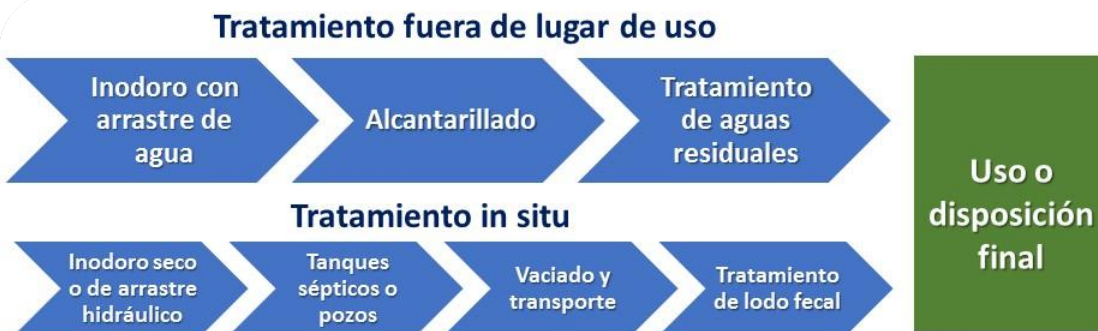 Tratamiento fuera de lugar de uso
Inodoro con
arrastre de
agua
Alcantarillado
Tratamiento
de aguas
residuales
Tratamiento in situ
Inodoro seco
o de arrastre
hidráulico
Tanques
sépticos o
pozos
Vaciado y
transporte
Tratamiento
de lodo fecal
Uso o
disposición
final